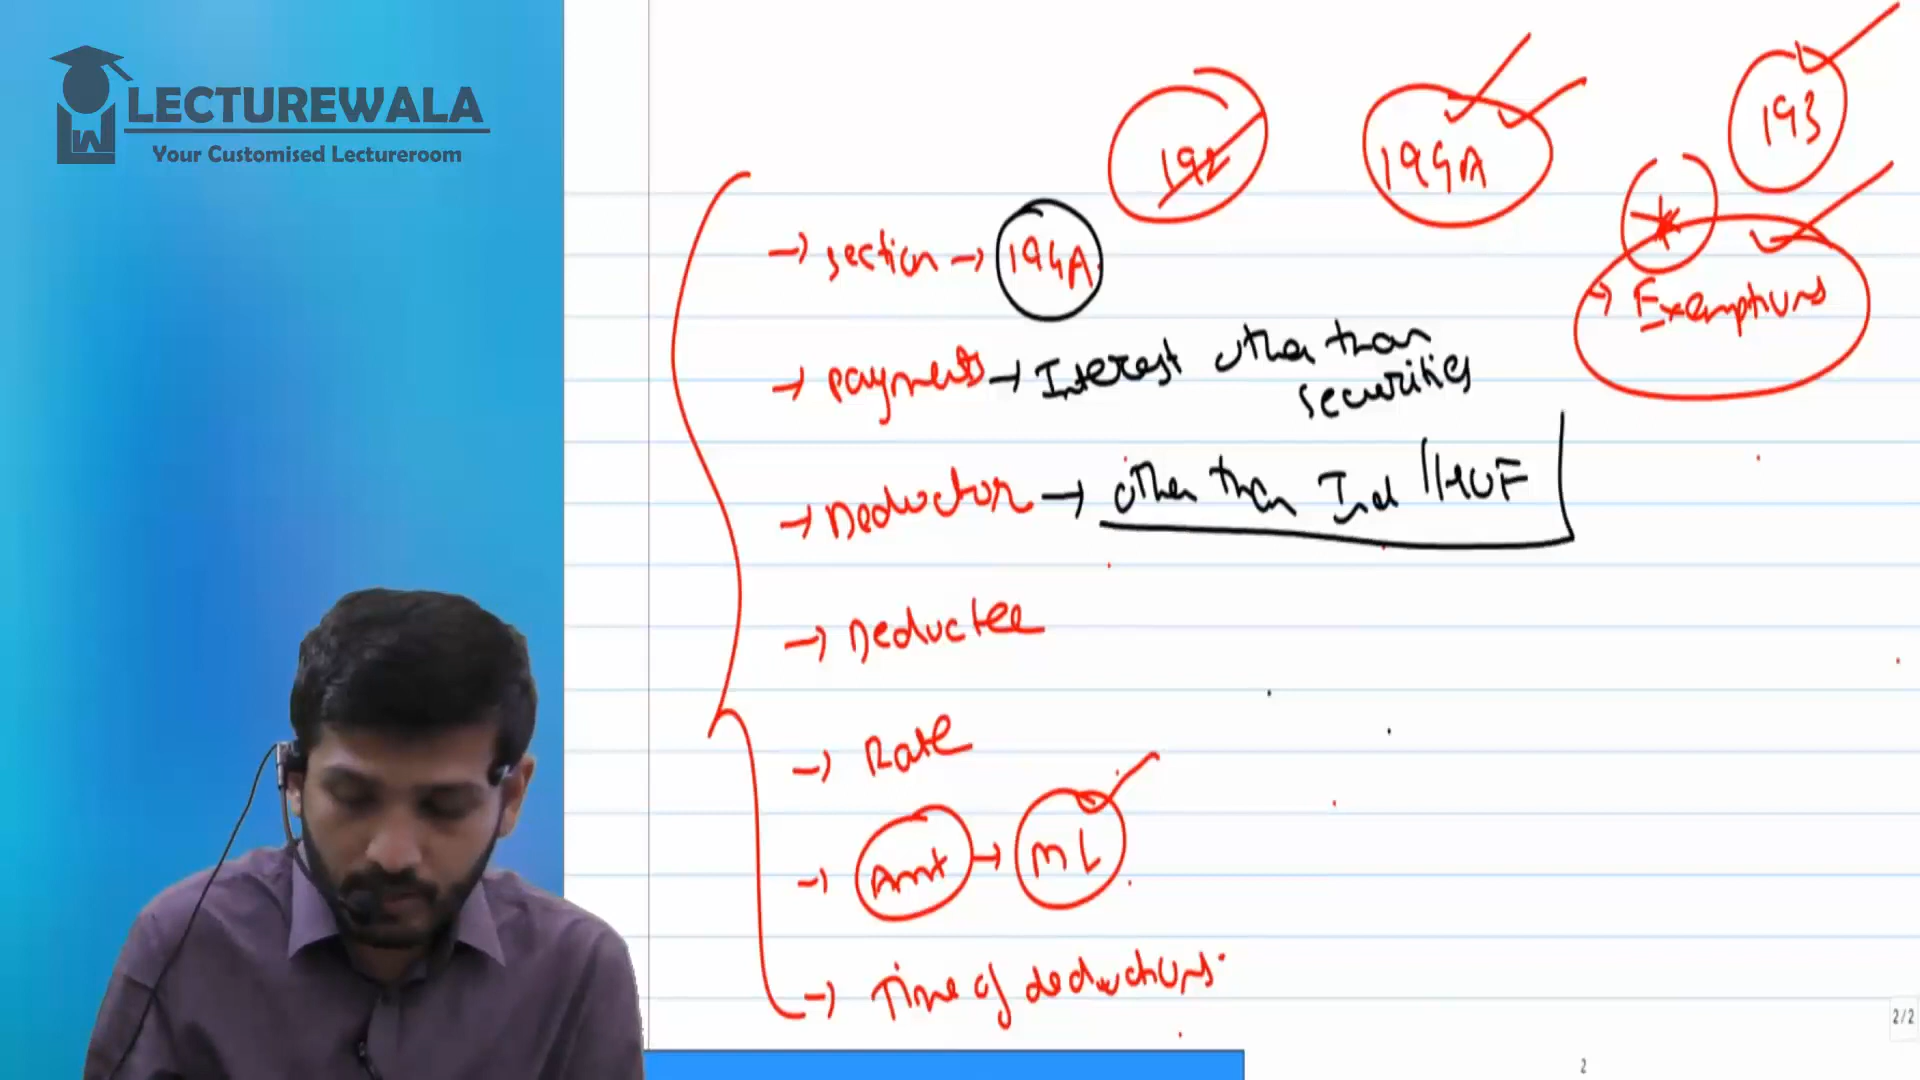 LECTUREWALA
Your Customised Lectureroom
192
194A
193
→ section → 194A
→ Exemptions
→ payments → Interest other than
securities
→ Deductor → other than Ind / HUF
→ Deductee
→ Rate
→ Amt → ML
→ Time of deductions
2/2
2